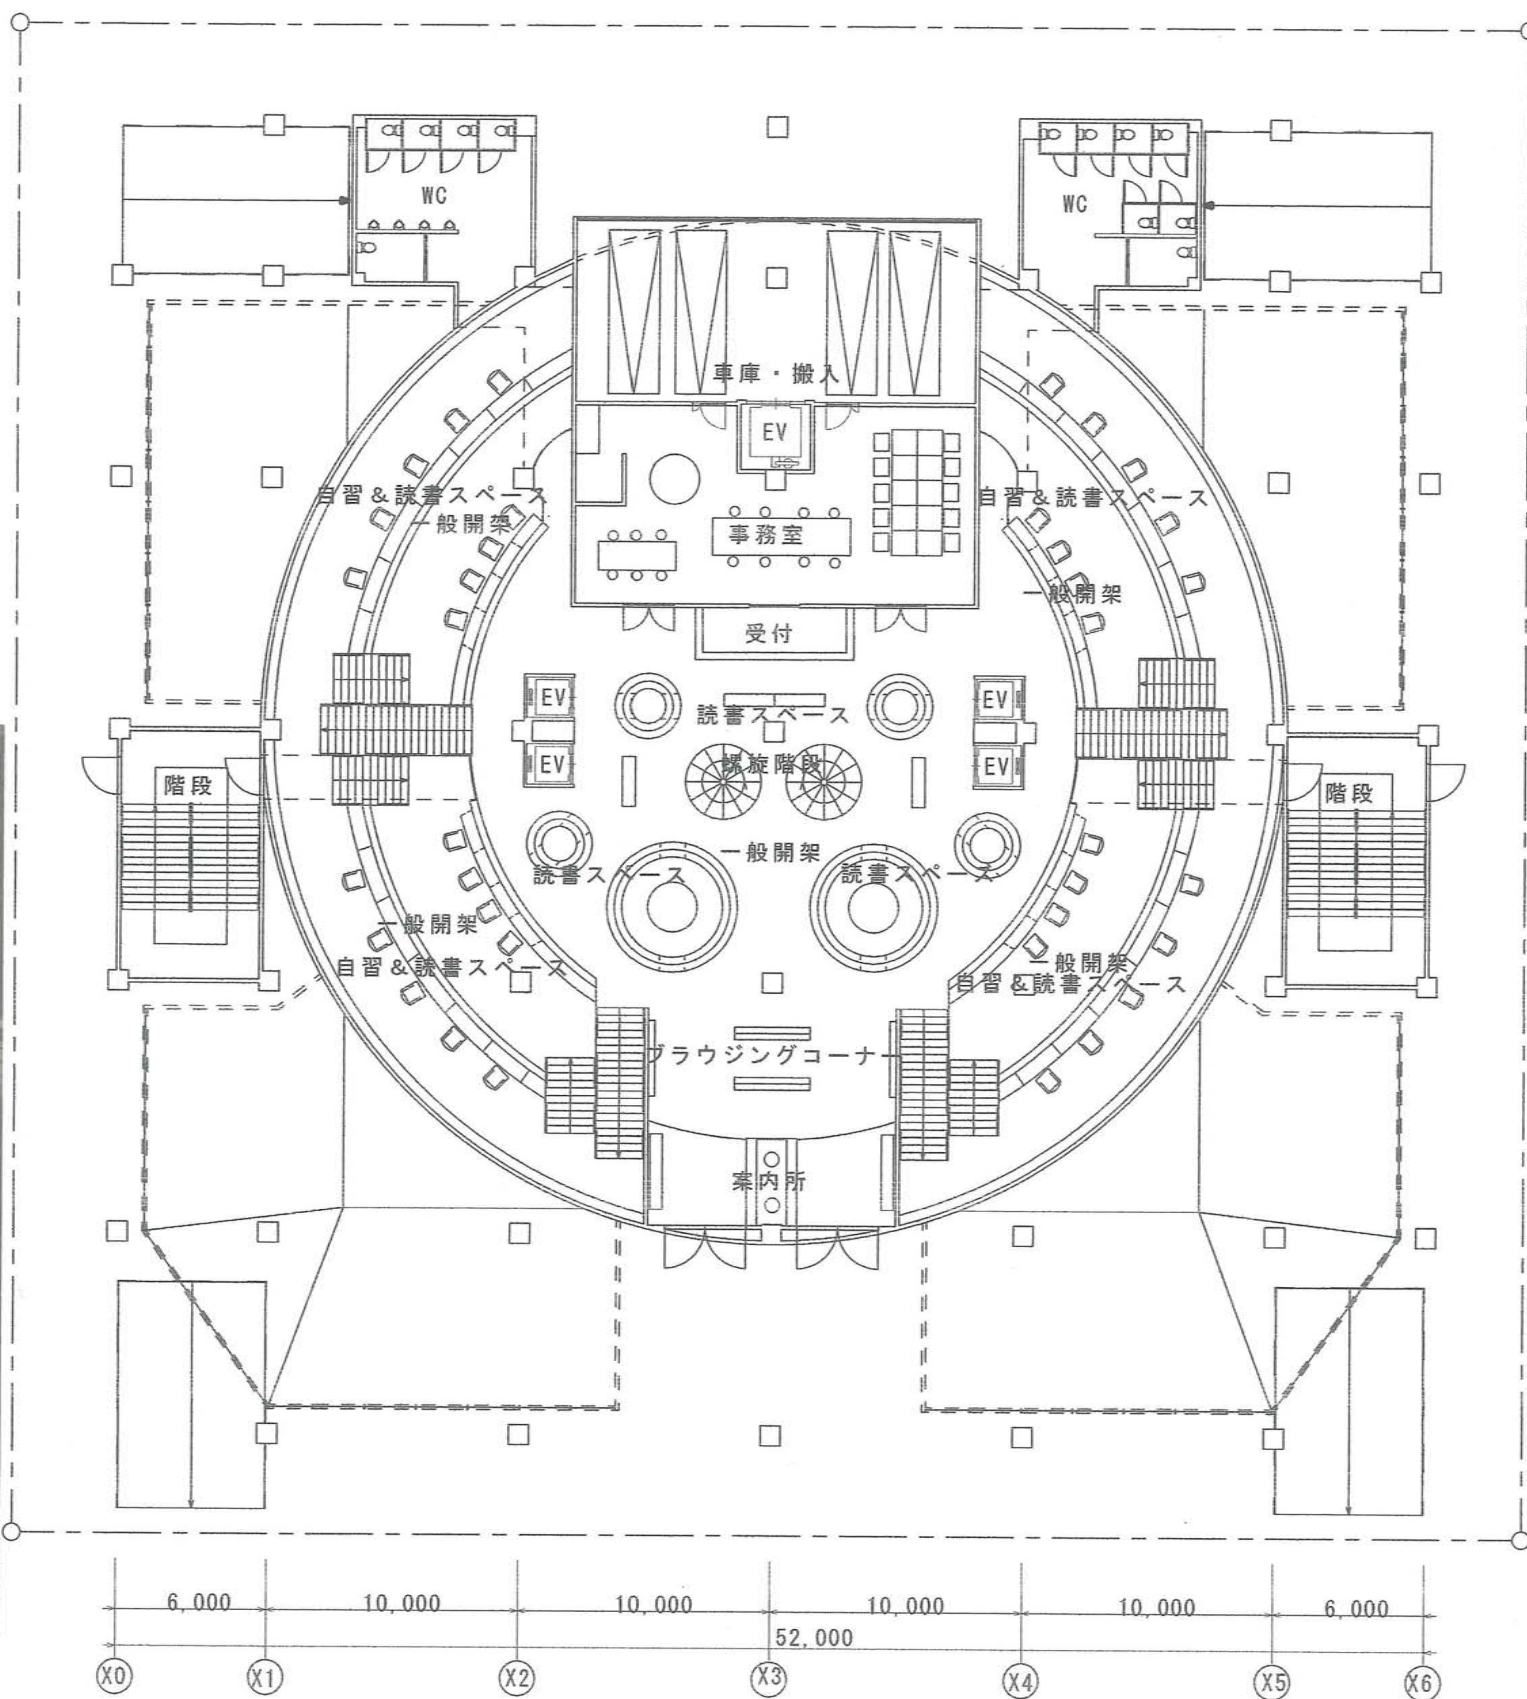 WC
WC
車庫・搬入
EV
自習&読書スペース
自習&読書スペース
一般開架
事務室
一般開架
受付
EV
EV
読書スペース
EV
螺旋階段
EV
階段
階段
一般開架
読書スペース
読書スペース
一般開架
一般開架
自習&読書スペース
自習&読書スペース
ブラウジングコーナー
案内所
6,000
10,000
10,000
10,000
10,000
6,000
52,000
X0
X1
X2
X3
X4
X5
X6